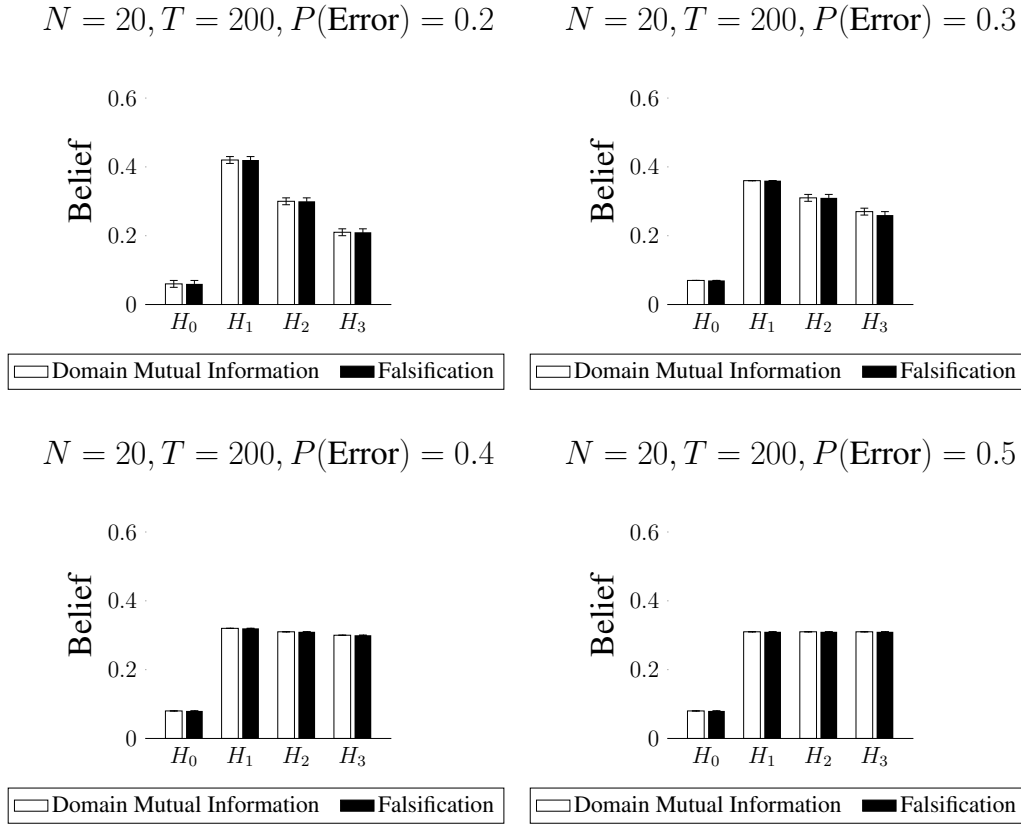 N = 20, T = 200, P(Error) = 0.2
0.6
0.4
0.2
0
Belief
H₀ H₁ H₂ H₃
Domain Mutual Information Falsification
N = 20, T = 200, P(Error) = 0.3
0.6
0.4
0.2
0
Belief
H₀ H₁ H₂ H₃
Domain Mutual Information Falsification
N = 20, T = 200, P(Error) = 0.4
0.6
0.4
0.2
0
Belief
H₀ H₁ H₂ H₃
Domain Mutual Information Falsification
N = 20, T = 200, P(Error) = 0.5
0.6
0.4
0.2
0
Belief
H₀ H₁ H₂ H₃
Domain Mutual Information Falsification